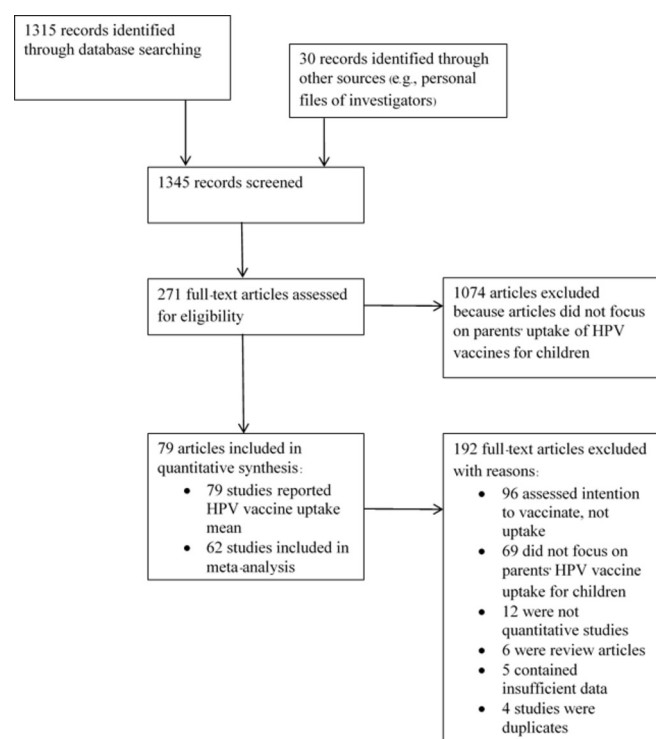 1315 records identified
through database searching
30 records identified through
other sources (e.g., personal
files of investigators)
1345 records screened
271 full-text articles assessed
for eligibility
1074 articles excluded
because articles did not focus
on parents' uptake of HPV
vaccines for children
79 articles included in
quantitative synthesis:
• 79 studies reported
HPV vaccine uptake
mean
• 62 studies included in
meta-analysis
192 full-text articles excluded
with reasons:
• 96 assessed intention
to vaccinate, not
uptake
• 69 did not focus on
parents' HPV vaccine
uptake for children
• 12 were not
quantitative studies
• 6 were review articles
• 5 contained
insufficient data
• 4 studies were
duplicates